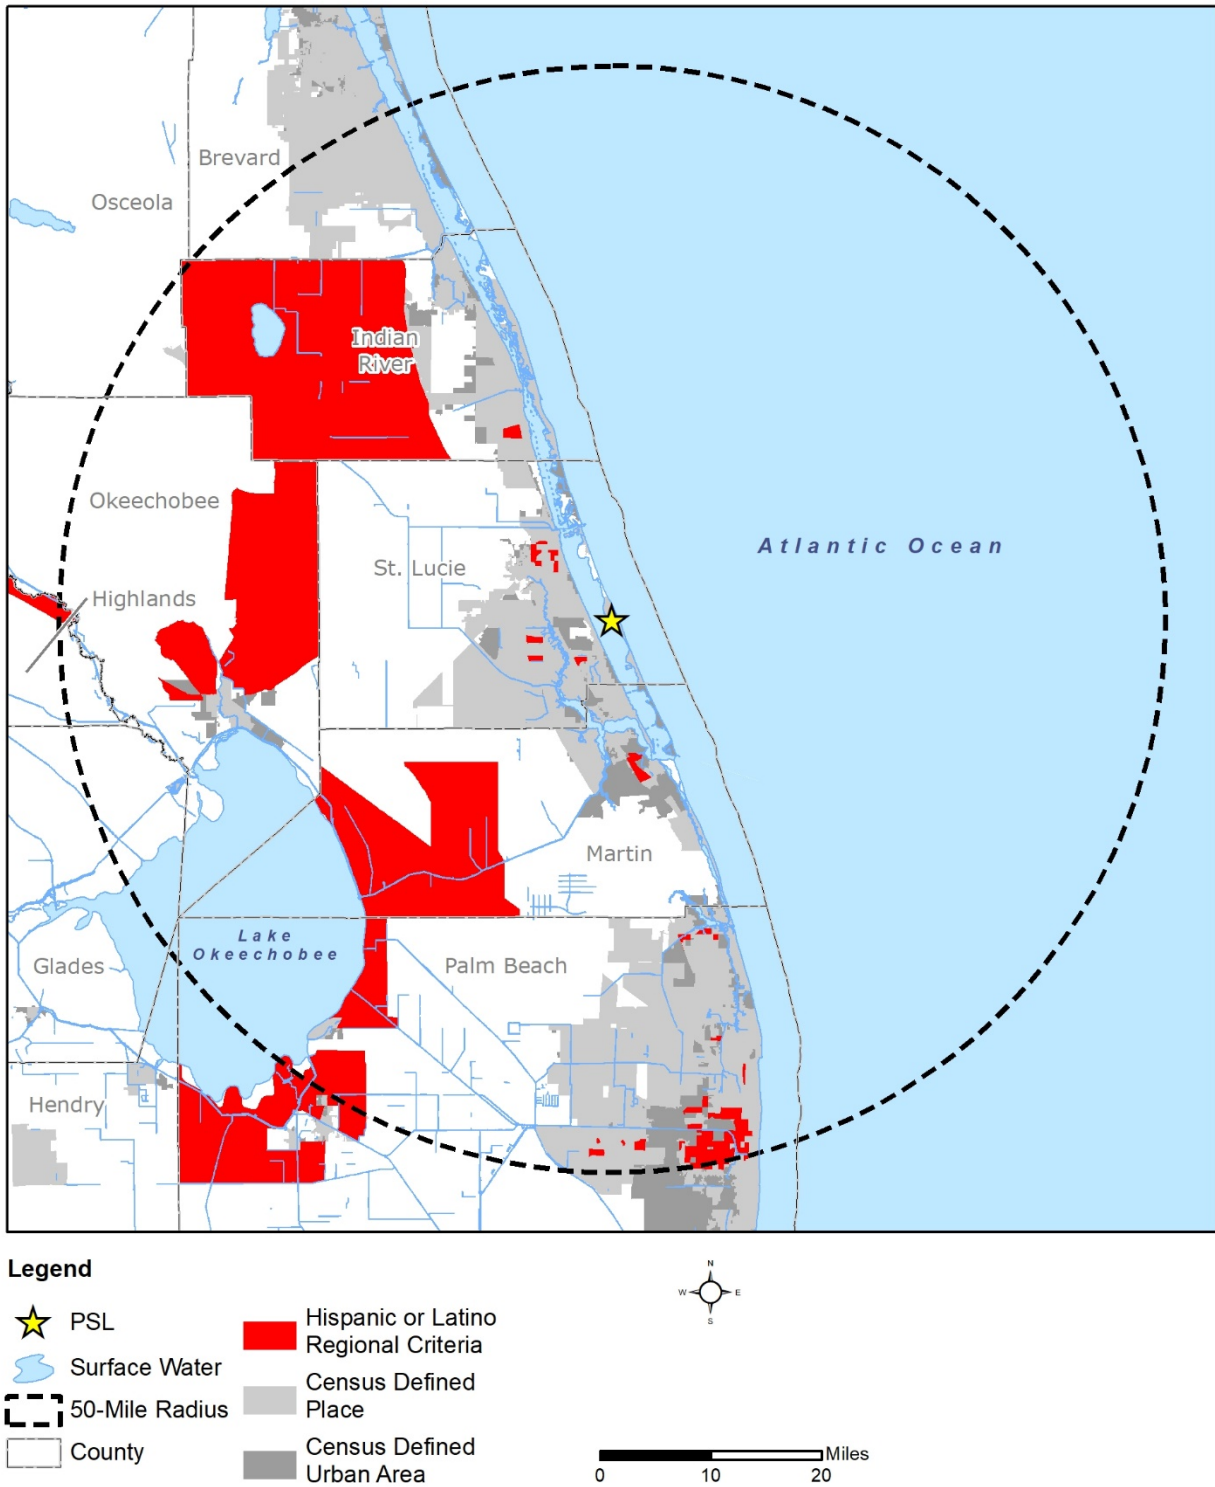 Brevard
Osceola
Indian
River
Okeechobee
Atlantic Ocean
St. Lucie
Highlands
Martin
Lake
Okeechobee
Glades
Palm Beach
Hendry
Legend
PSL
Surface Water
50-Mile Radius
County
Hispanic or Latino
Regional Criteria
Census Defined
Place
Census Defined
Urban Area
N
W E
S
Miles
0 10 20